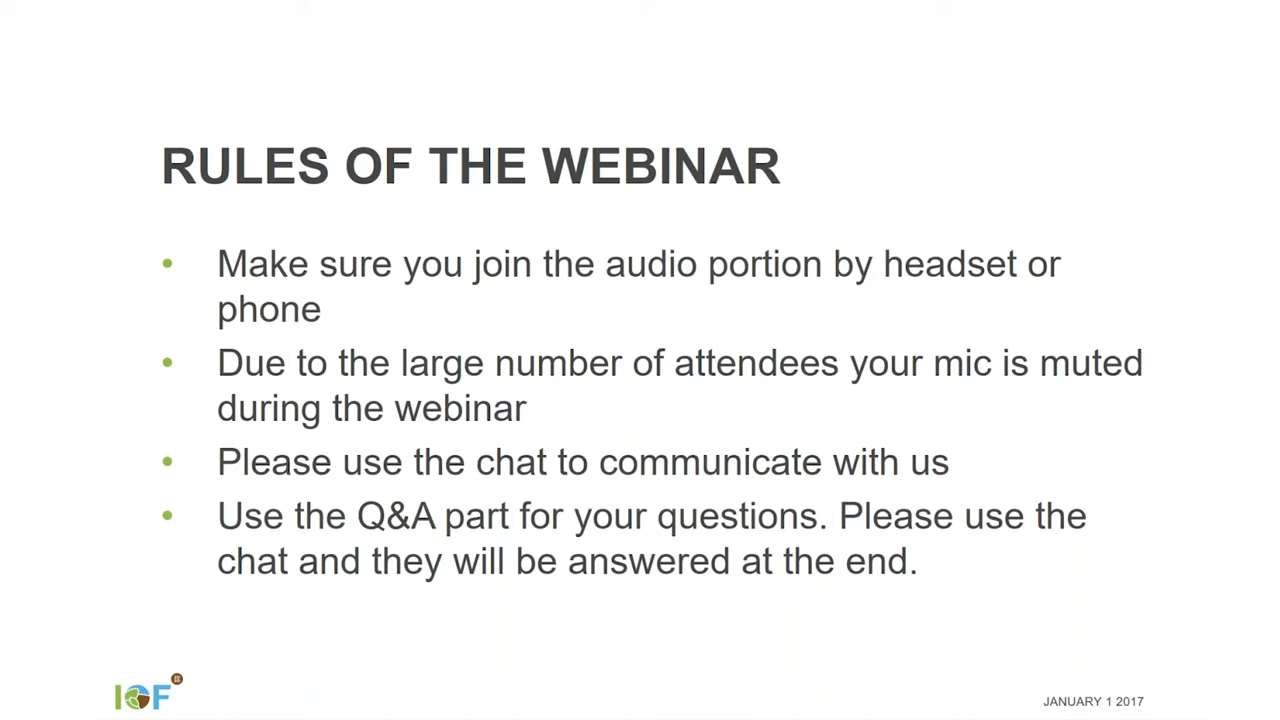 RULES OF THE WEBINAR
• Make sure you join the audio portion by headset or
phone
• Due to the large number of attendees your mic is muted
during the webinar
• Please use the chat to communicate with us
• Use the Q&A part for your questions. Please use the
chat and they will be answered at the end.
IOF
JANUARY 1 2017